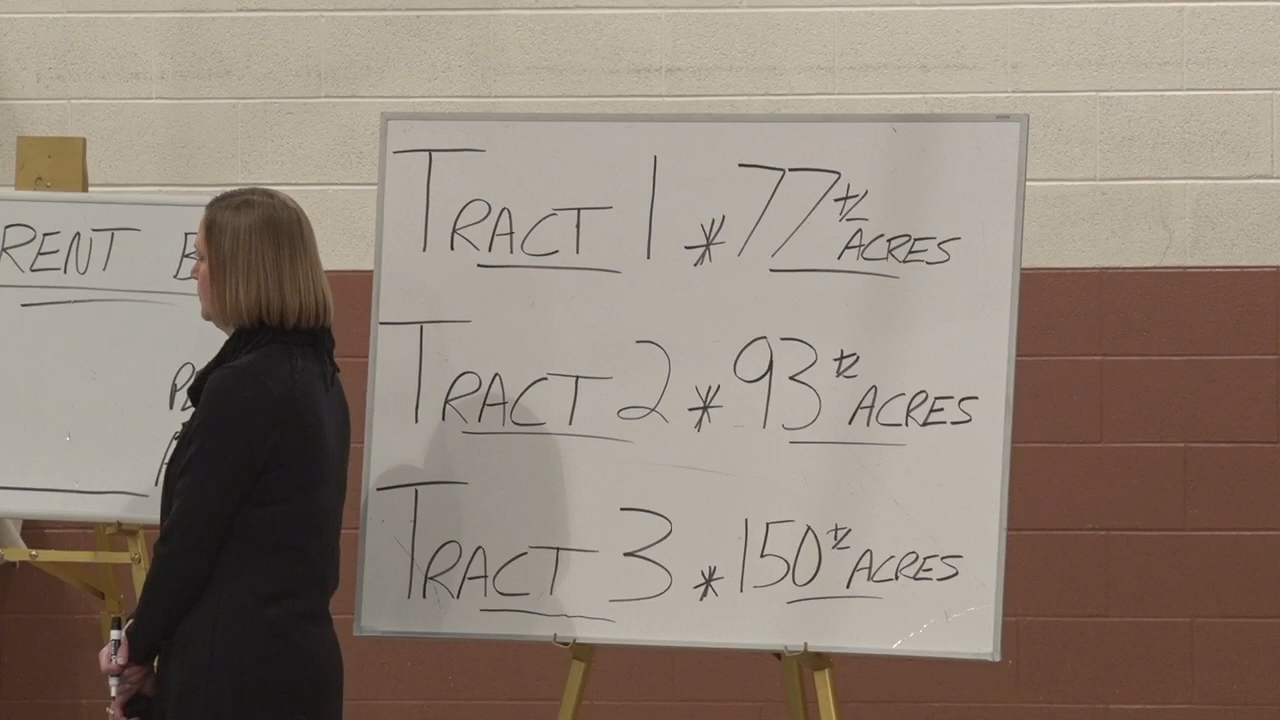 RENT
TRACT 1 * 77 +/- ACRES
TRACT 2 * 93 +/- ACRES
TRACT 3 * 150 +/- ACRES